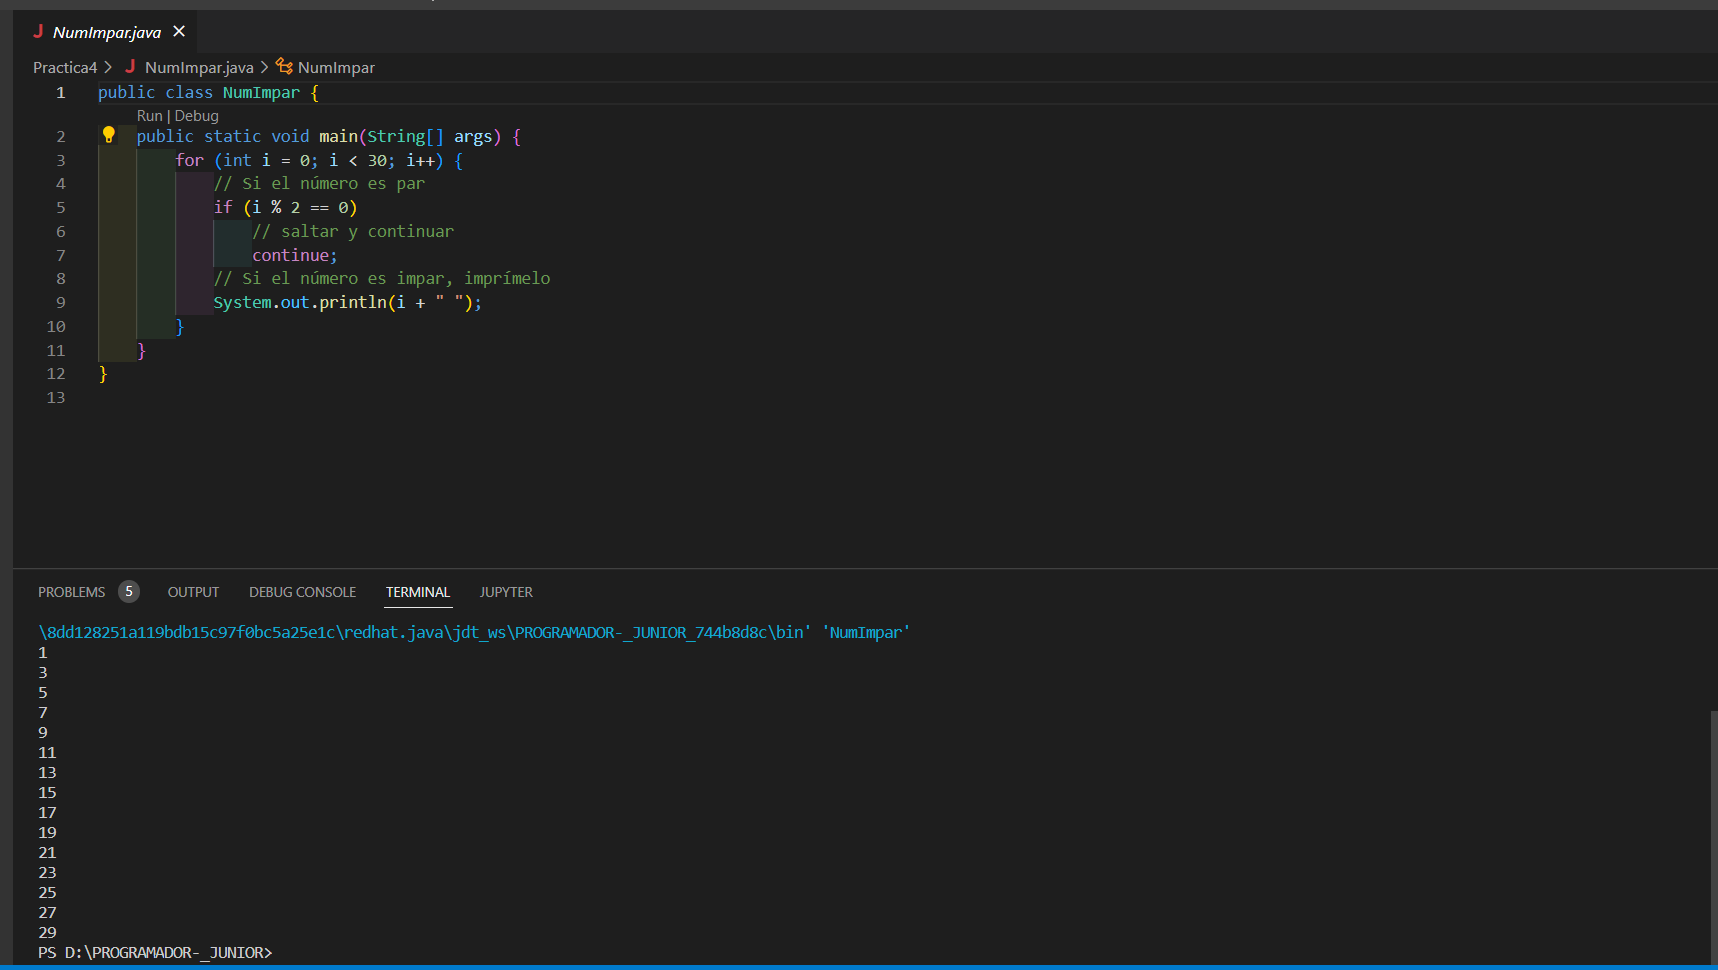 J NumImpar.java ✕
Practica4 > J NumImpar.java > NumImpar
1 public class NumImpar {
Run | Debug
2 public static void main(String[] args) {
3 for (int i = 0; i < 30; i++) {
4 // Si el número es par
5 if (i % 2 == 0)
6 // saltar y continuar
7 continue;
8 // Si el número es impar, imprímelo
9 System.out.println(i + " ");
10 }
11 }
12 }
13
PROBLEMS 5 OUTPUT DEBUG CONSOLE TERMINAL JUPYTER
\8dd128251a119bdb15c97f0bc5a25e1c\redhat.java\jdt_ws\PROGRAMADOR-_JUNIOR_744b8d8c\bin' 'NumImpar'
1
3
5
7
9
11
13
15
17
19
21
23
25
27
29
PS D:\PROGRAMADOR-_JUNIOR>